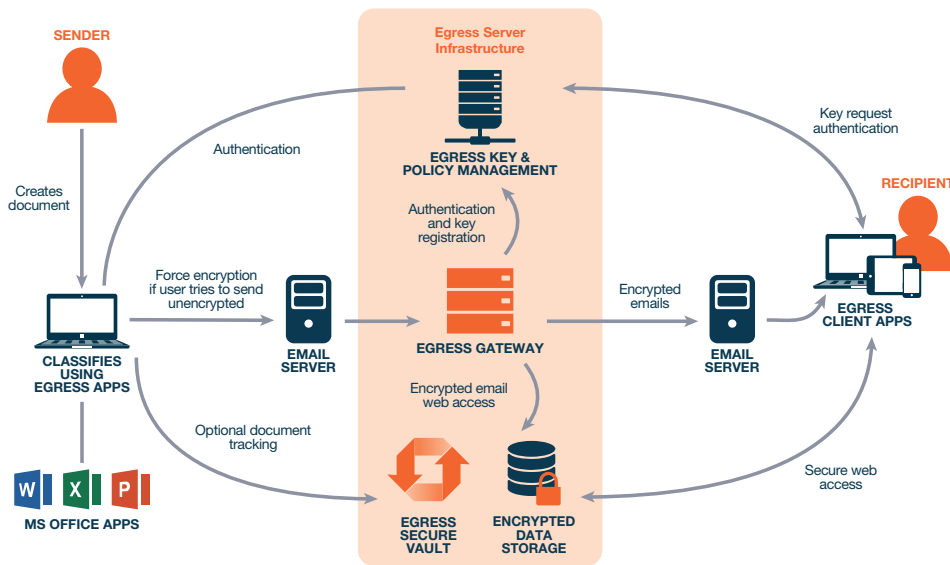 SENDER
Egress Server
Infrastructure
Key request
authentication
Authentication
EGRESS KEY &
POLICY MANAGEMENT
RECIPIENT
Creates
document
Authentication
and key
registration
Force encryption
if user tries to send
unencrypted
Encrypted
emails
EGRESS
CLIENT APPS
EMAIL
SERVER
EGRESS GATEWAY
EMAIL
SERVER
CLASSIFIES
USING
EGRESS APPS
Encrypted email
web access
Optional document
tracking
Secure web
access
W
X
P
MS OFFICE APPS
EGRESS
SECURE
VAULT
ENCRYPTED
DATA
STORAGE